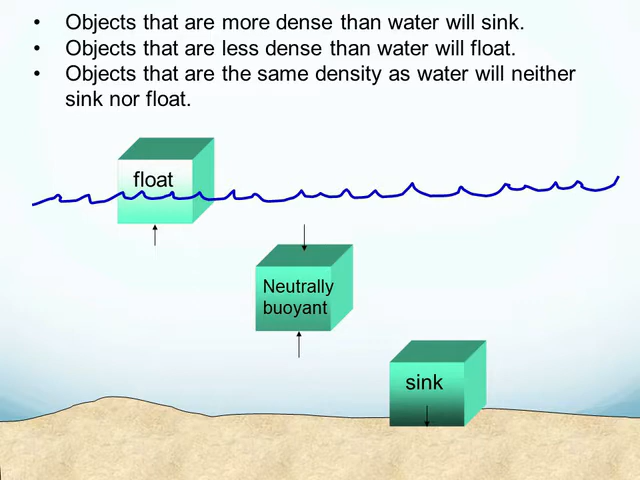 • Objects that are more dense than water will sink.
• Objects that are less dense than water will float.
• Objects that are the same density as water will neither
sink nor float.
float
Neutrally
buoyant
sink